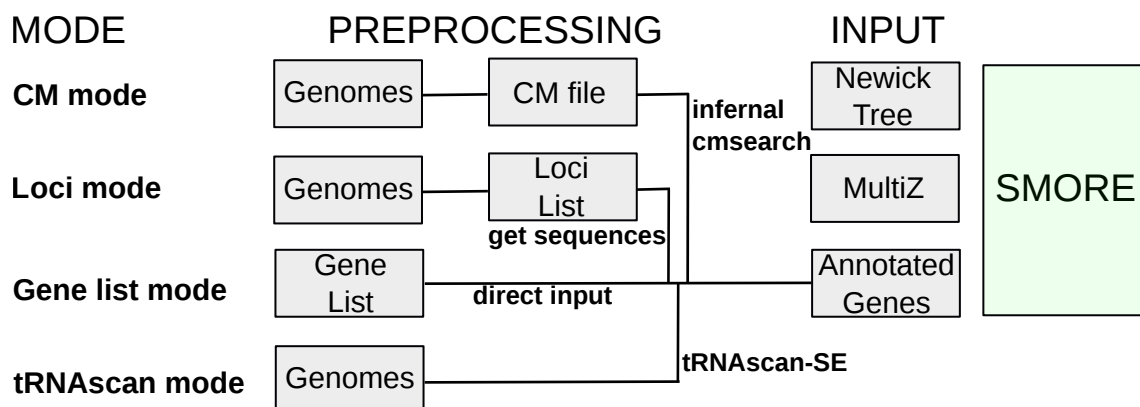 MODE PREPROCESSING INPUT
CM mode Genomes CM file infernal cmsearch Newick Tree
Loci mode Genomes Loci List get sequences MultiZ SMORE
Gene list mode Gene List direct input Annotated Genes
tRNAscan mode Genomes tRNAscan-SE